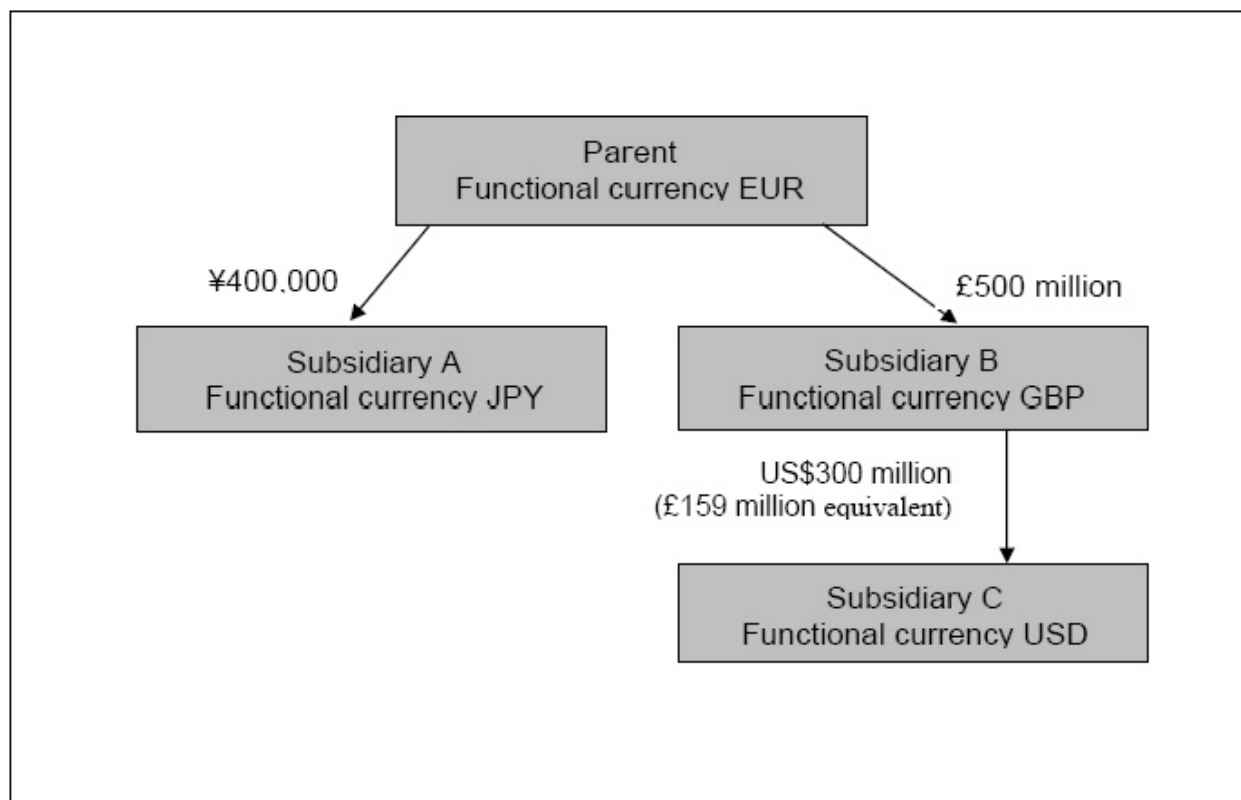 Parent
Functional currency EUR
¥400,000
£500 million
Subsidiary A
Functional currency JPY
Subsidiary B
Functional currency GBP
US$300 million
(£159 million equivalent)
Subsidiary C
Functional currency USD